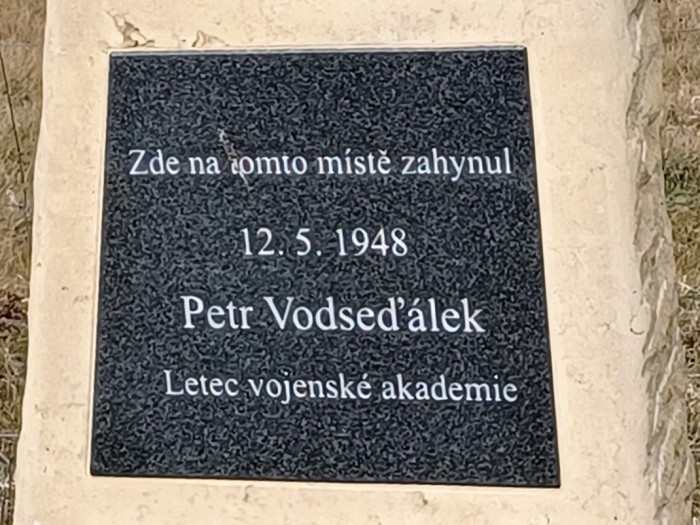 Zde na tomto místě zahynul
12. 5. 1948
Petr Vodseďálek
Letec vojenské akademie